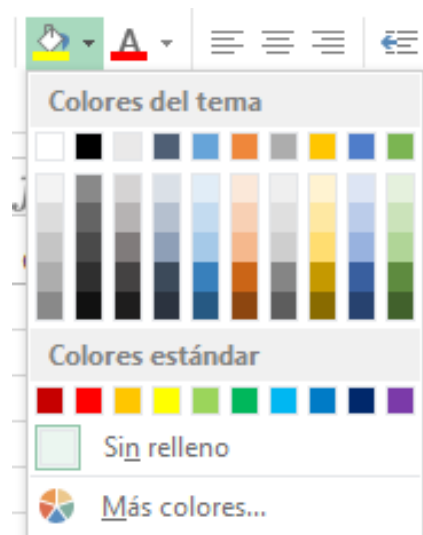 A
Colores del tema
Colores estándar
Sin relleno
Más colores...